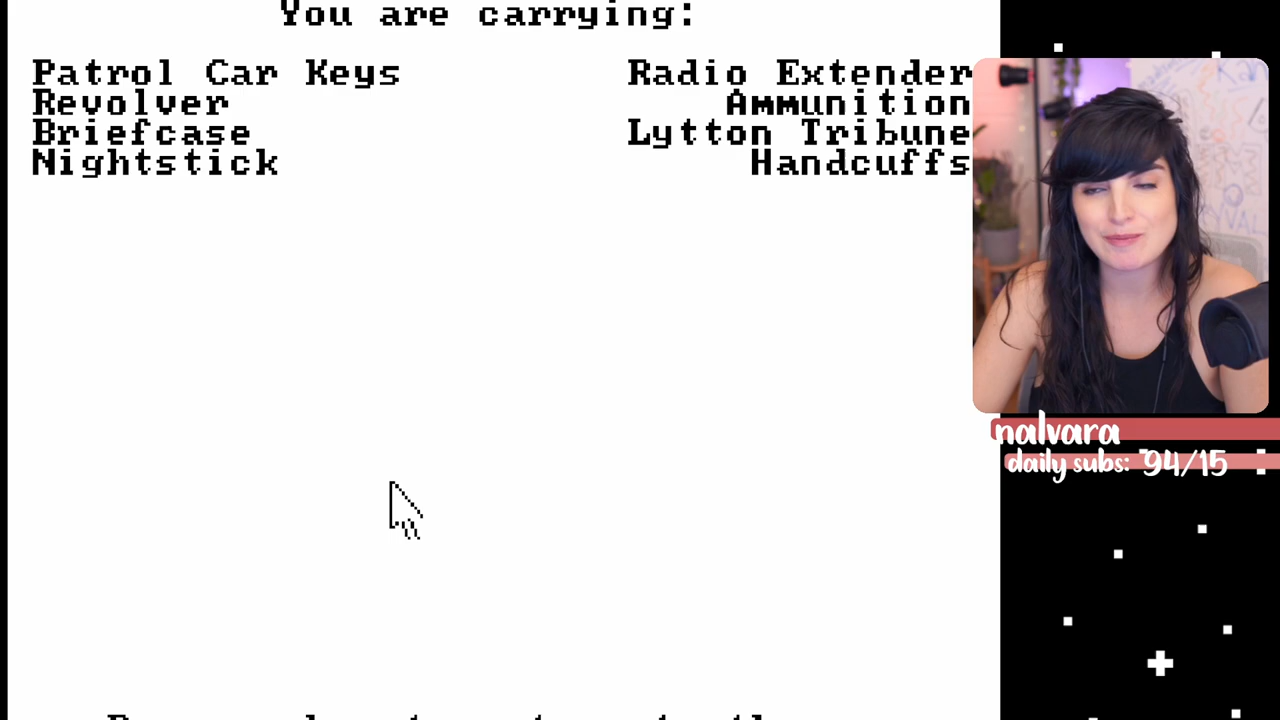 You are carrying:
Patrol Car Keys Radio Extender
Revolver Ammunition
Briefcase Lytton Tribune
Nightstick Handcuffs
nalvara
daily subs: 94/15